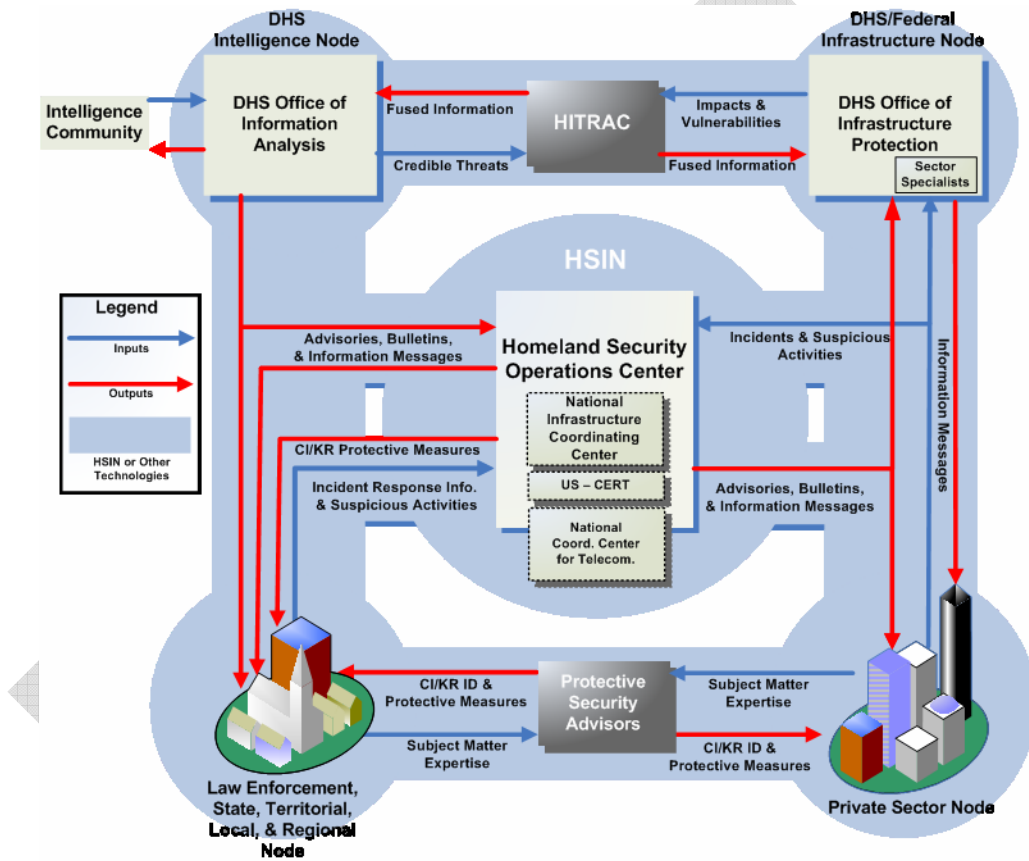 DHS
Intelligence Node
DHS/Federal
Infrastructure Node
Intelligence
Community
DHS Office of
Information
Analysis
Fused Information
Credible Threats
HITRAC
Impacts &
Vulnerabilities
Fused Information
DHS Office of
Infrastructure
Protection
Sector
Specialists
HSIN
Legend
Inputs
Outputs
HSIN or Other
Technologies
Advisories, Bulletins,
& Information Messages
CI/KR Protective Measures
Incident Response Info.
& Suspicious Activities
Homeland Security
Operations Center
National
Infrastructure
Coordinating
Center
US – CERT
National
Coord. Center
for Telecom.
Incidents & Suspicious
Activities
Advisories, Bulletins,
& Information Messages
Information Messages
CI/KR ID &
Protective Measures
Subject Matter
Expertise
Protective
Security
Advisors
Subject Matter
Expertise
CI/KR ID &
Protective Measures
Law Enforcement,
State, Territorial,
Local, & Regional
Node
Private Sector Node